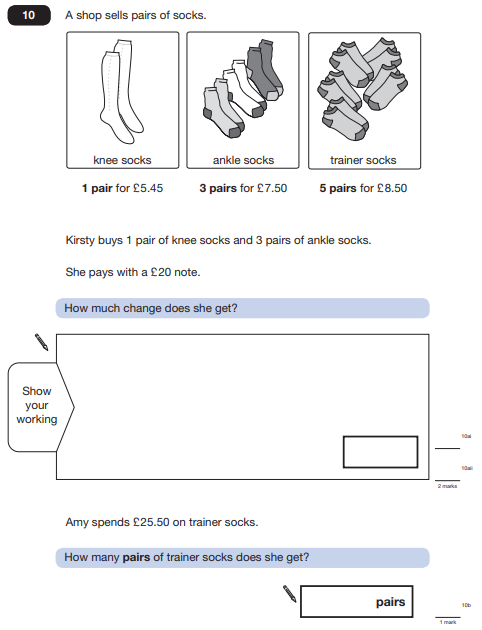 10
A shop sells pairs of socks.
knee socks
ankle socks
trainer socks
1 pair for £5.45
3 pairs for £7.50
5 pairs for £8.50
Kirsty buys 1 pair of knee socks and 3 pairs of ankle socks.
She pays with a £20 note.
How much change does she get?
Show
your
working
10ai
10aii
2 marks
Amy spends £25.50 on trainer socks.
How many pairs of trainer socks does she get?
pairs
10b
1 mark